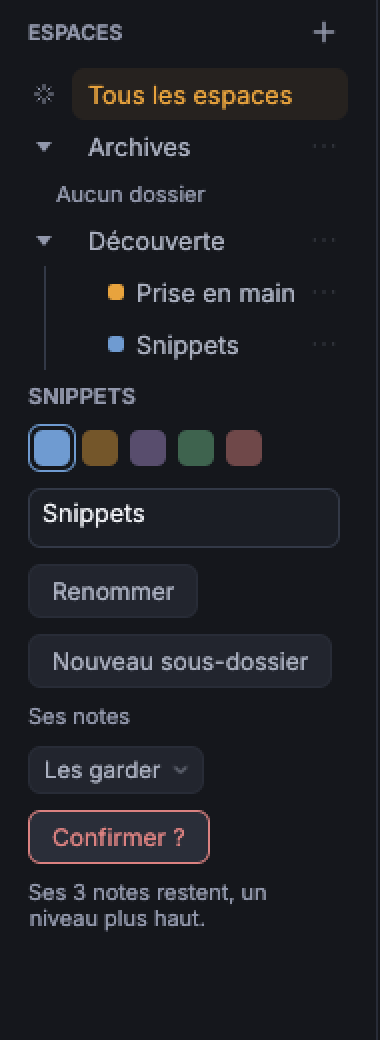 ESPACES
Tous les espaces
Archives
Aucun dossier
Découverte
Prise en main
Snippets
SNIPPETS
Snippets
Renommer
Nouveau sous-dossier
Ses notes
Les garder
Confirmer ?
Ses 3 notes restent, un
niveau plus haut.